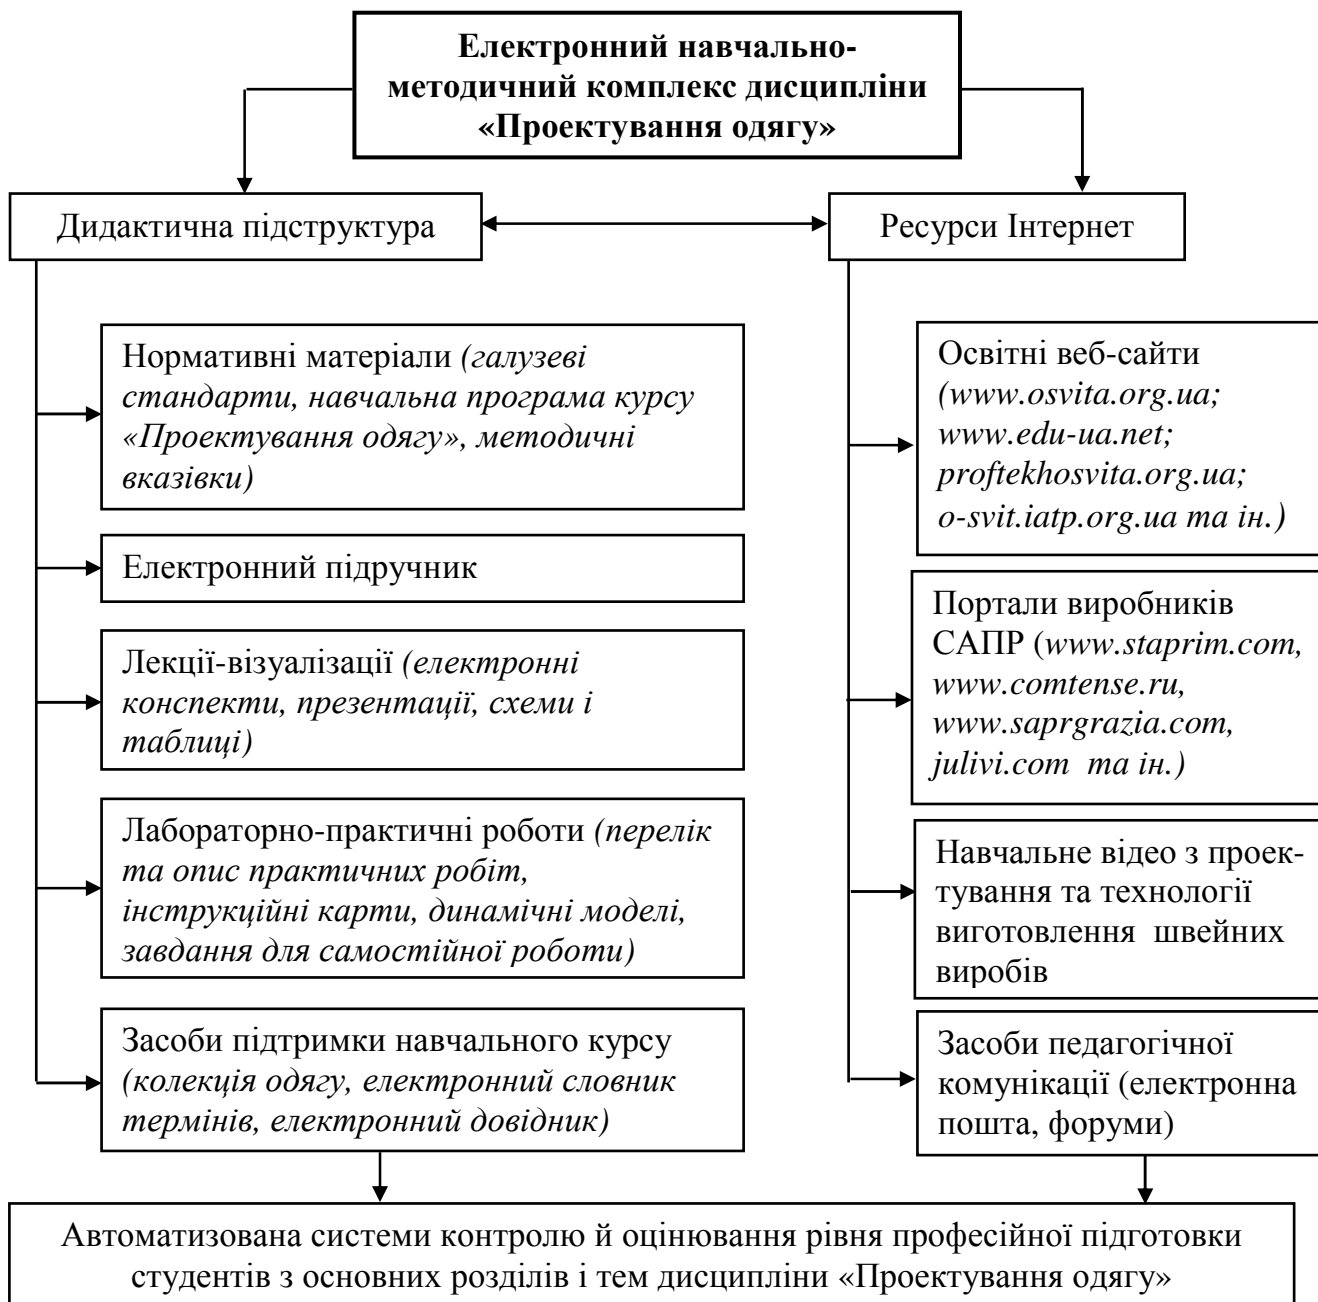 Електронний навчально-
методичний комплекс дисципліни
«Проектування одягу»
Дидактична підструктура
Ресурси Інтернет
Нормативні матеріали (галузеві
стандарти, навчальна програма курсу
«Проектування одягу», методичні
вказівки)
Електронний підручник
Лекції-візуалізації (електронні
конспекти, презентації, схеми і
таблиці)
Лабораторно-практичні роботи (перелік
та опис практичних робіт,
інструкційні карти, динамічні моделі,
завдання для самостійної роботи)
Засоби підтримки навчального курсу
(колекція одягу, електронний словник
термінів, електронний довідник)
Освітні веб-сайти
(www.osvita.org.ua;
www.edu-ua.net;
proftekhosvita.org.ua;
o-svit.iatp.org.ua та ін.)
Портали виробників
САПР (www.staprim.com,
www.comtense.ru,
www.saprgrazia.com,
julivi.com та ін.)
Навчальне відео з проек-
тування та технології
виготовлення швейних
виробів
Засоби педагогічної
комунікації (електронна
пошта, форуми)
Автоматизована системи контролю й оцінювання рівня професійної підготовки
студентів з основних розділів і тем дисципліни «Проектування одягу»